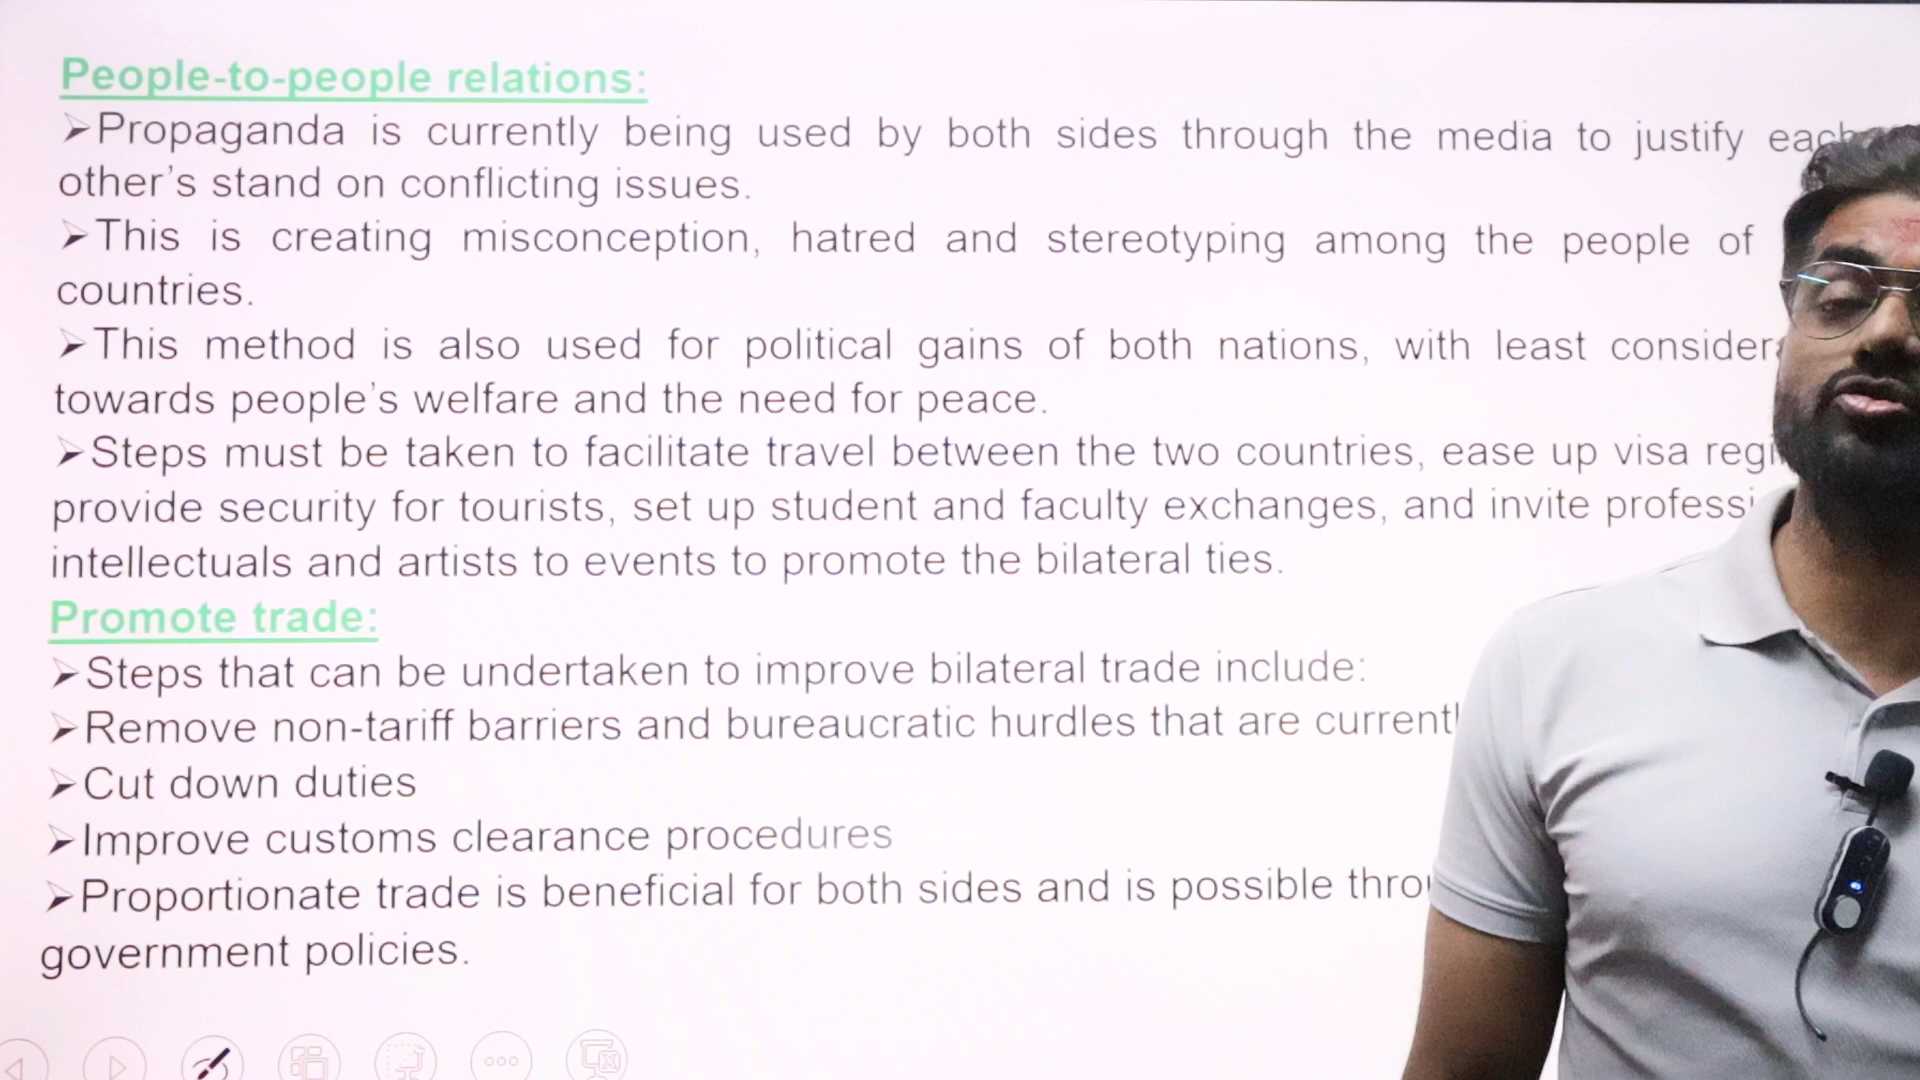 People-to-people relations:
➢Propaganda is currently being used by both sides through the media to justify each
other's stand on conflicting issues.
➢This is creating misconception, hatred and stereotyping among the people of
countries.
➢This method is also used for political gains of both nations, with least
towards people's welfare and the need for peace.
➢Steps must be taken to facilitate travel between the two countries, ease up visa
provide security for tourists, set up student and faculty exchanges, and invite
intellectuals and artists to events to promote the bilateral ties.
Promote trade:
➢Steps that can be undertaken to improve bilateral trade include:
➢Remove non-tariff barriers and bureaucratic hurdles that are
➢Cut down duties
➢Improve customs clearance procedures
➢Proportionate trade is beneficial for both sides and is possible
government policies.